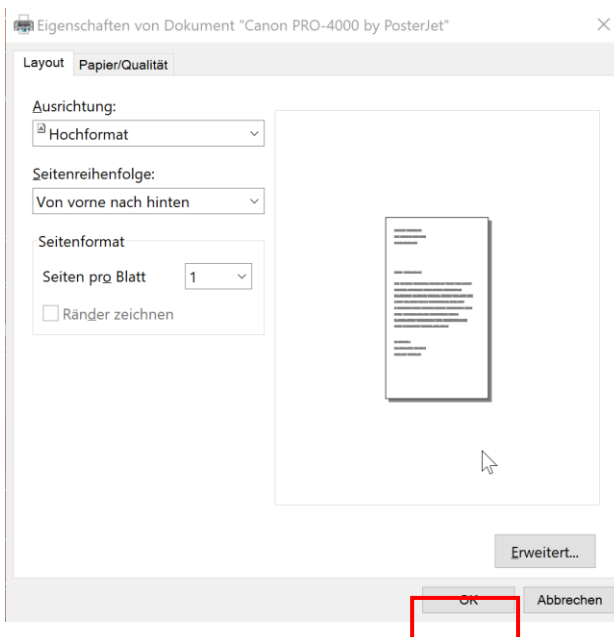 Eigenschaften von Dokument "Canon PRO-4000 by PosterJet"
Layout Papier/Qualität
Ausrichtung:
Hochformat
Seitenreihenfolge:
Von vorne nach hinten
Seitenformat
Seiten pro Blatt 1
Ränder zeichnen
Erweitert...
OK Abbrechen